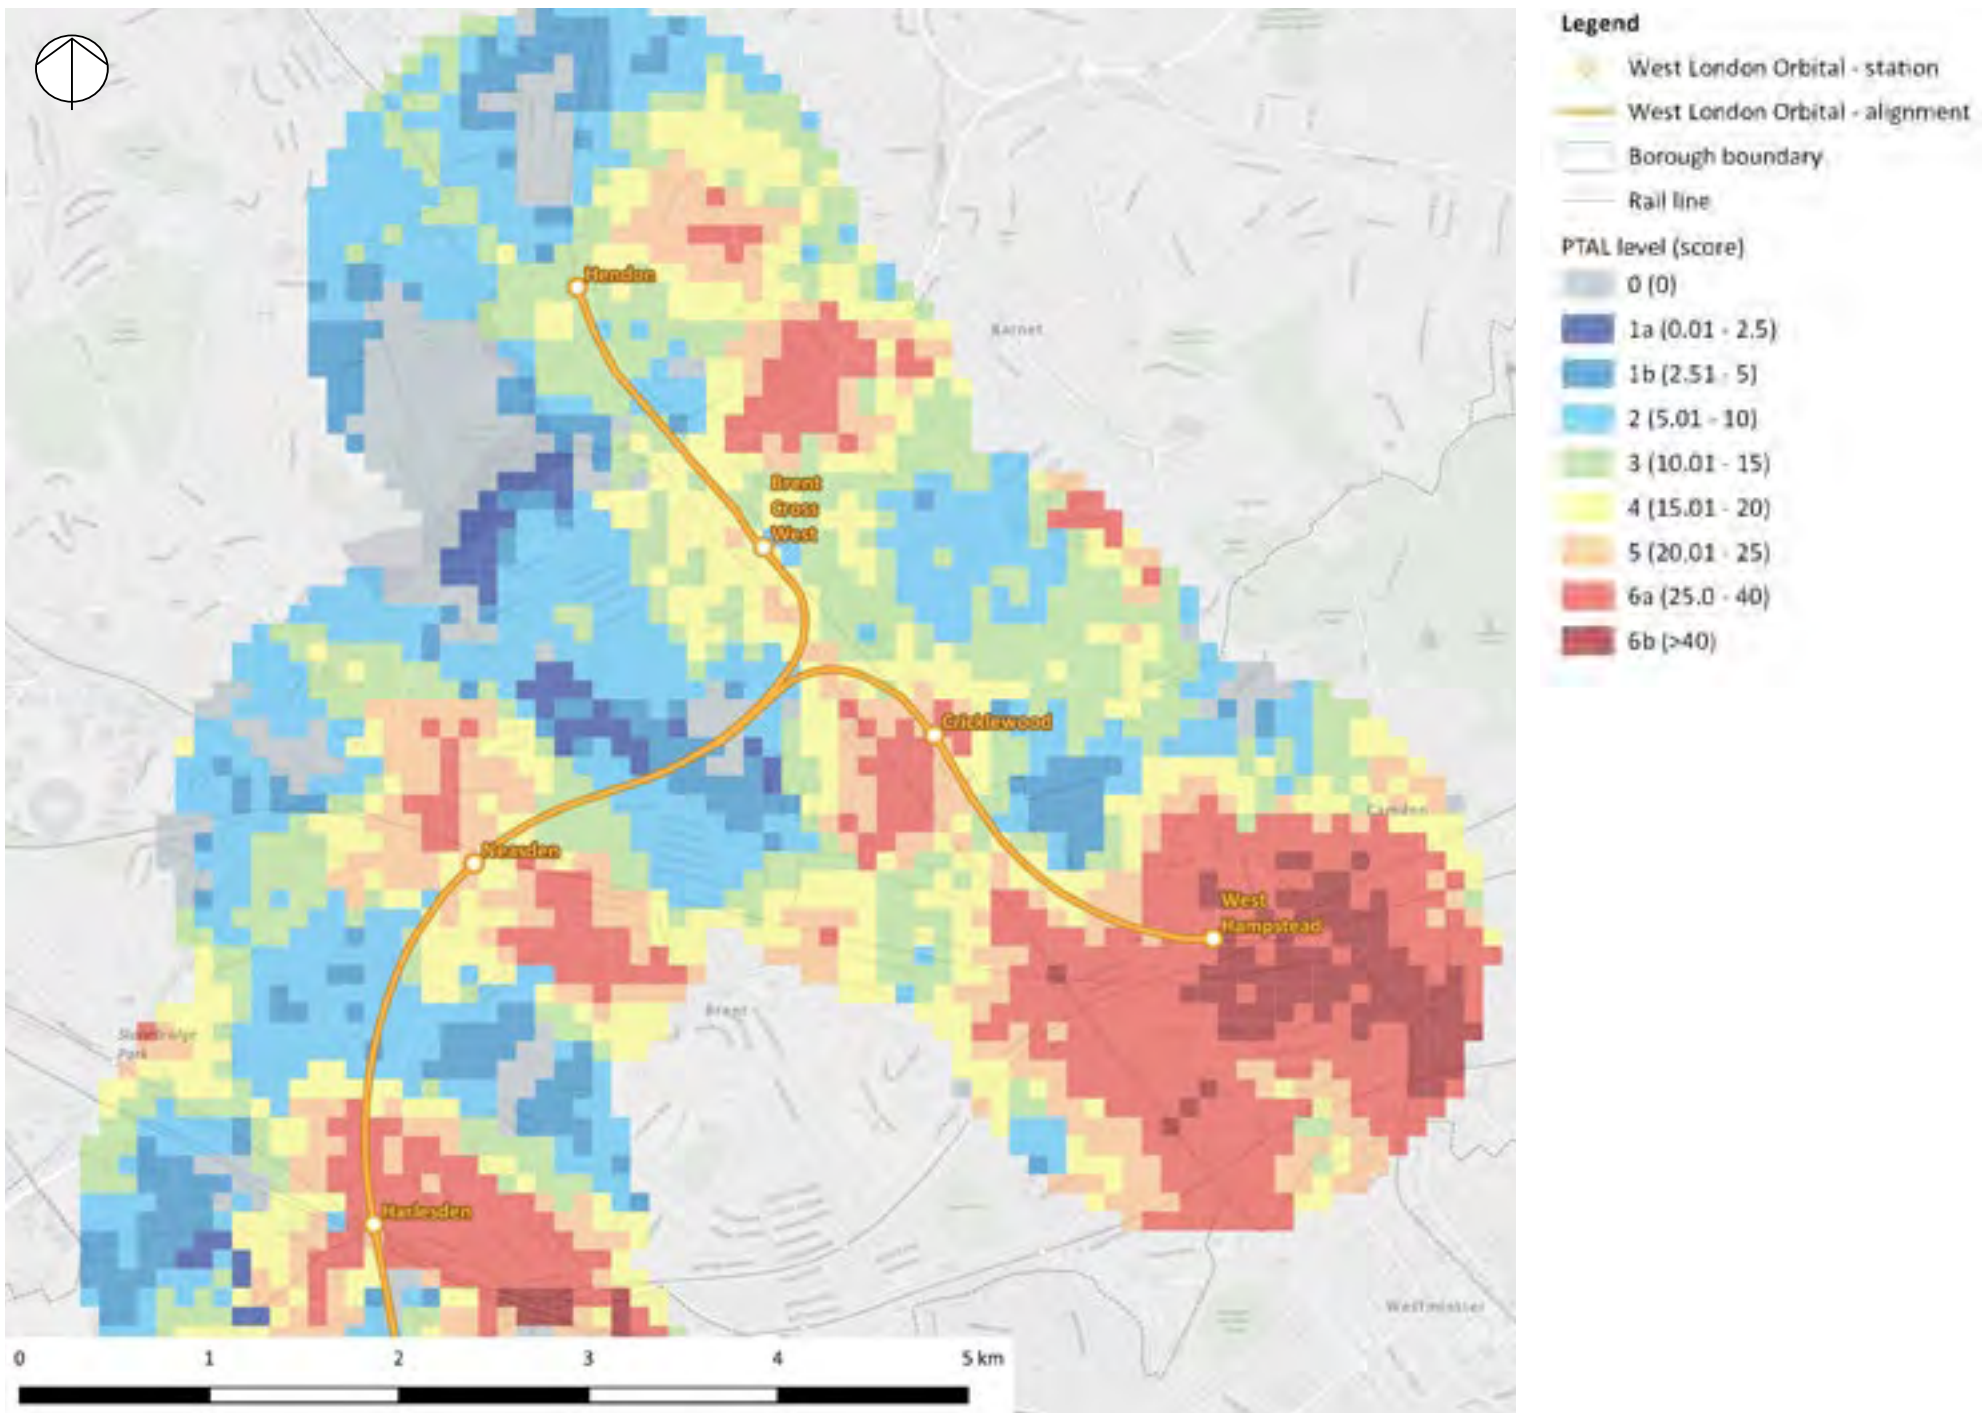 Legend
West London Orbital - station
West London Orbital - alignment
Borough boundary
Rail line
PTAL level (score)
0 (0)
1a (0.01 - 2.5)
1b (2.51 - 5)
2 (5.01 - 10)
3 (10.01 - 15)
4 (15.01 - 20)
5 (20.01 - 25)
6a (25.0 - 40)
6b (>40)
Hendon
Barnet
Brent
Cross
West
Cricklewood
Camden
Neasden
West
Hampstead
Brent
Stonebridge
Park
Harlesden
Westminster
0 1 2 3 4 5 km